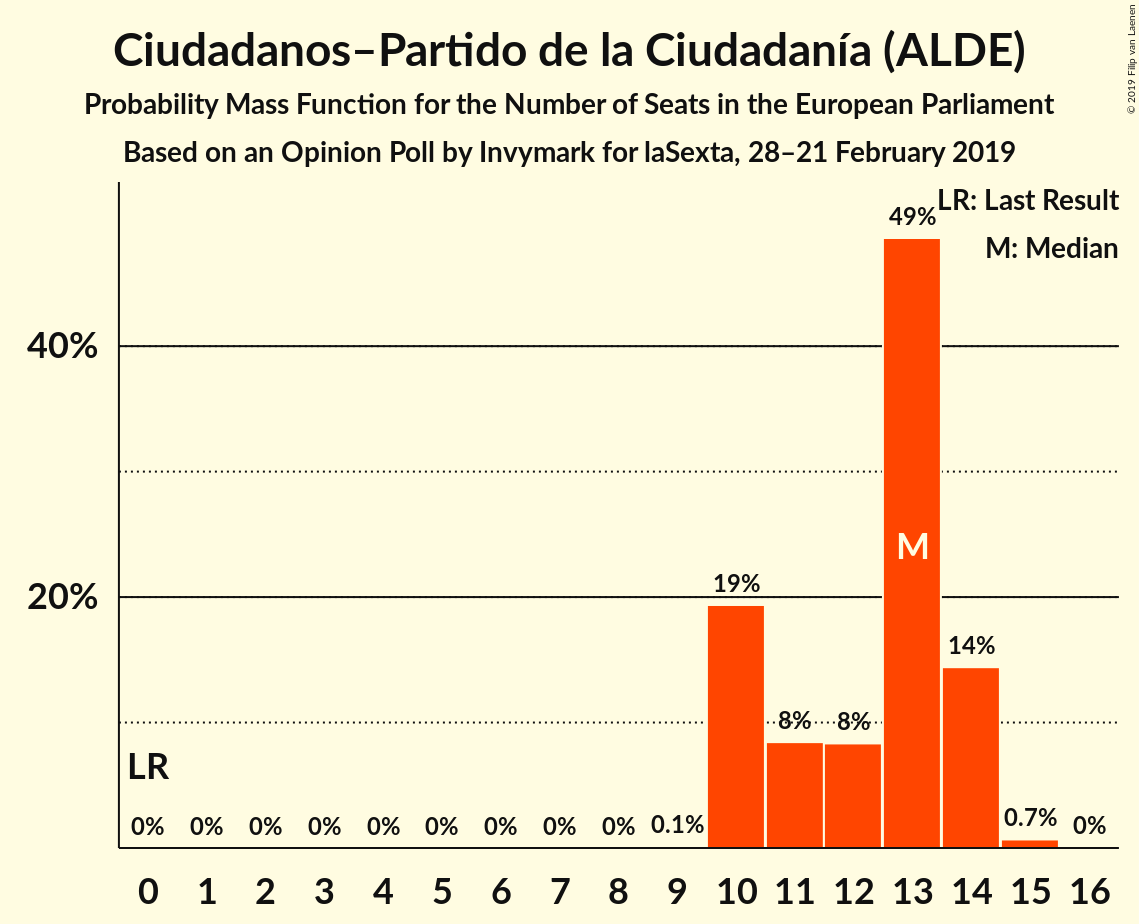 Ciudadanos–Partido de la Ciudadanía (ALDE)
Probability Mass Function for the Number of Seats in the European Parliament
Based on an Opinion Poll by Invymark for laSexta, 28–21 February 2019
© 2019 Filip van Laenen
LR: Last Result
M: Median
49%
40%
M
19%
20%
14%
8% 8%
LR
0% 0% 0% 0% 0% 0% 0% 0% 0% 0.1% 0.7% 0%
0 1 2 3 4 5 6 7 8 9 10 11 12 13 14 15 16